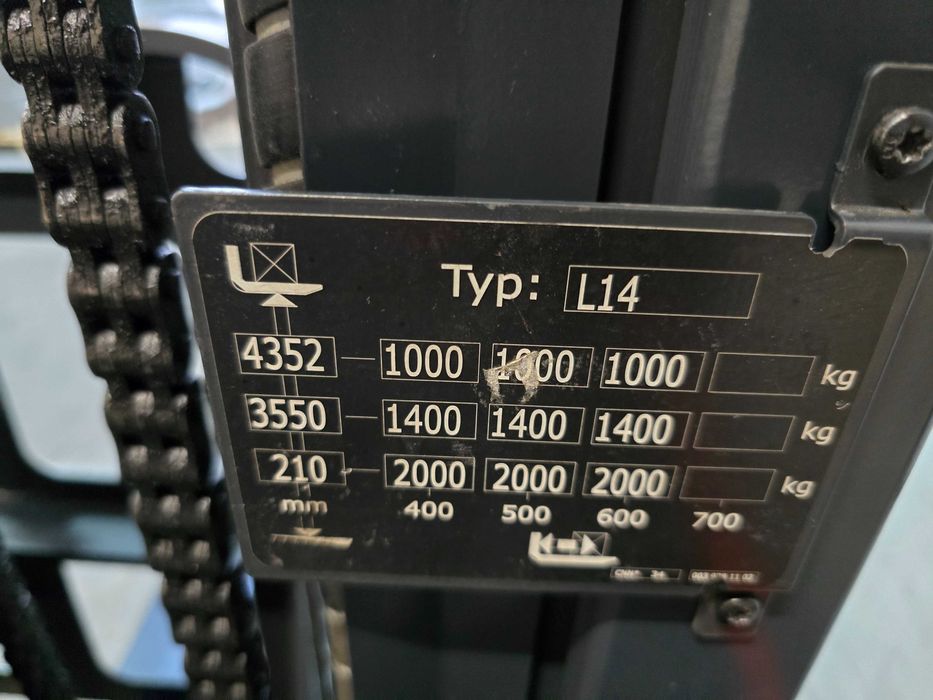 Typ: L14
4352 1000 1000 1000 kg
3550 1400 1400 1400 kg
210 2000 2000 2000 kg
mm 400 500 600 700